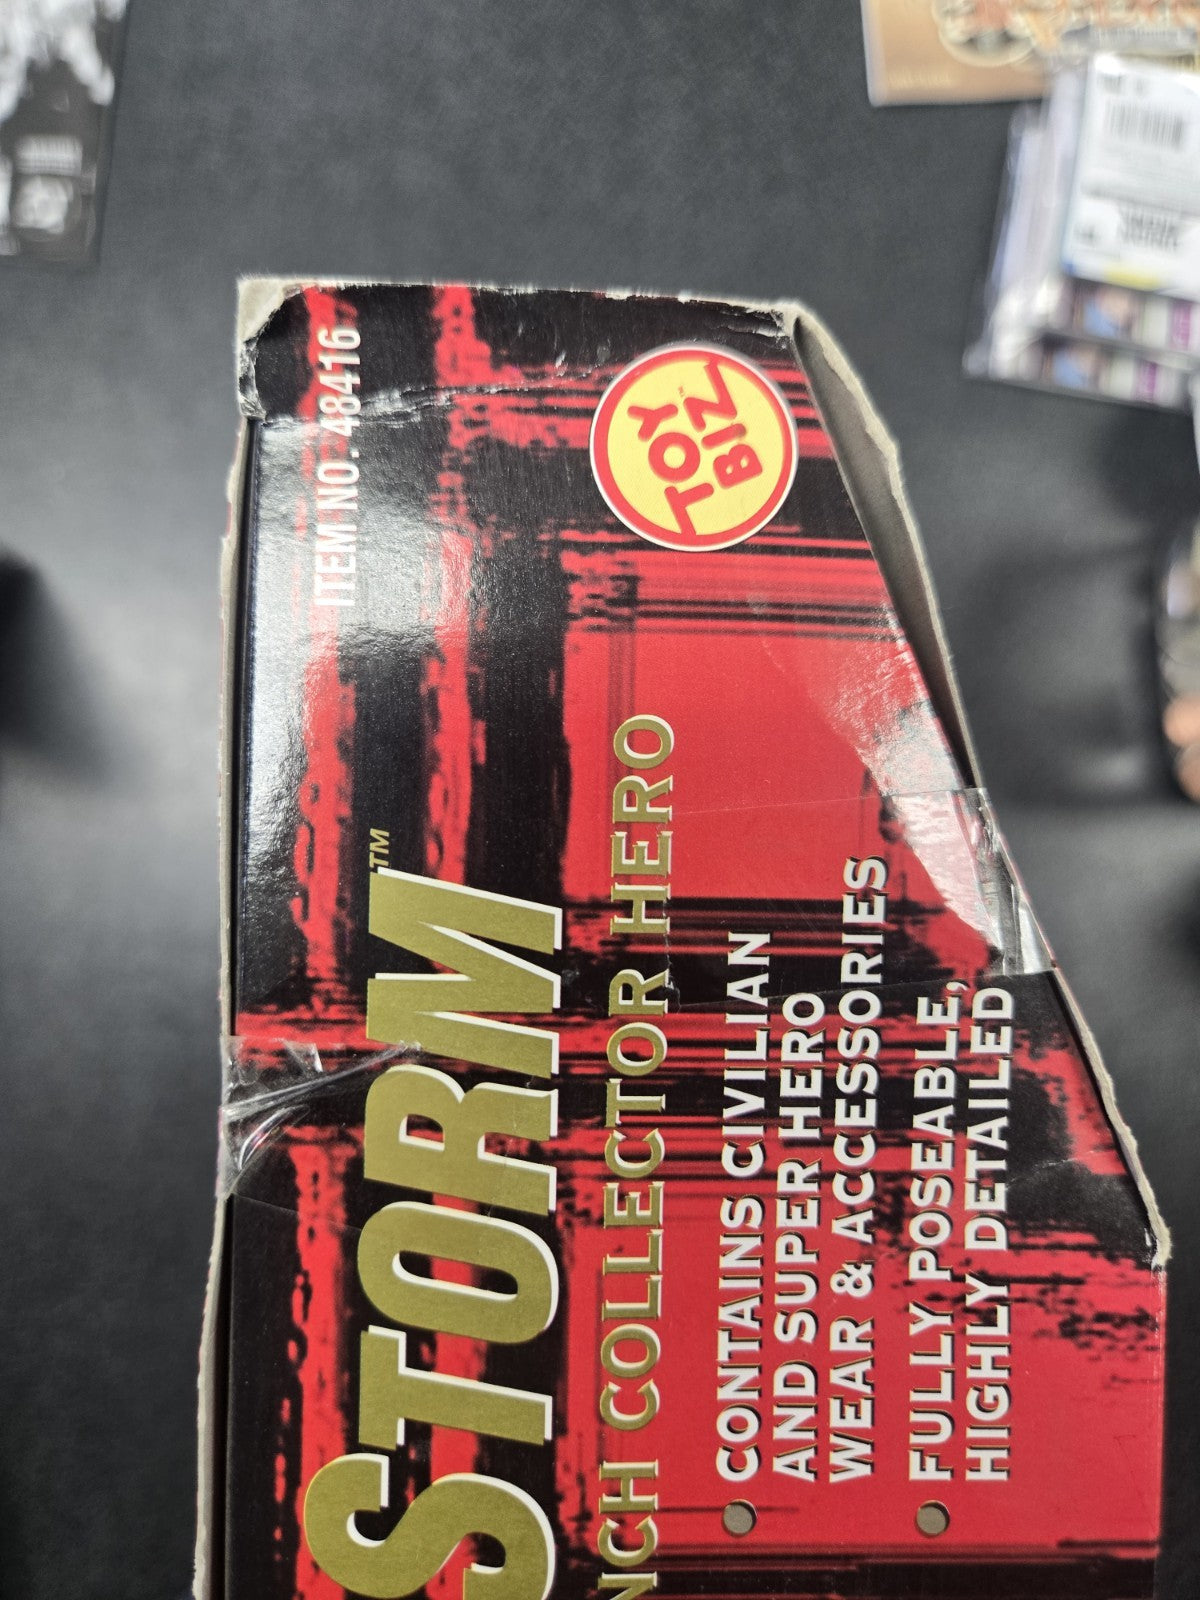 ITEM NO. 48416
TOY
BIZ™
STORM™
NCH COLLECTOR HERO
CONTAINS CIVILIAN
AND SUPER HERO
WEAR & ACCESSORIES
FULLY POSEABLE,
HIGHLY DETAILED